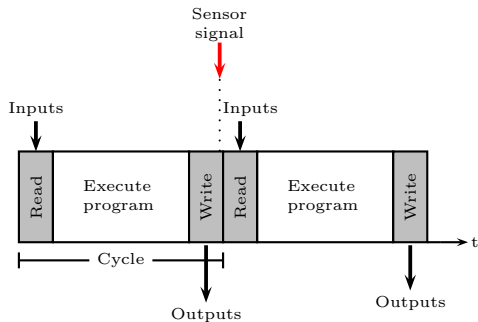 Sensor
signal
Inputs
Inputs
Read
Execute
program
Write
Read
Execute
program
Write
t
Cycle
Outputs
Outputs